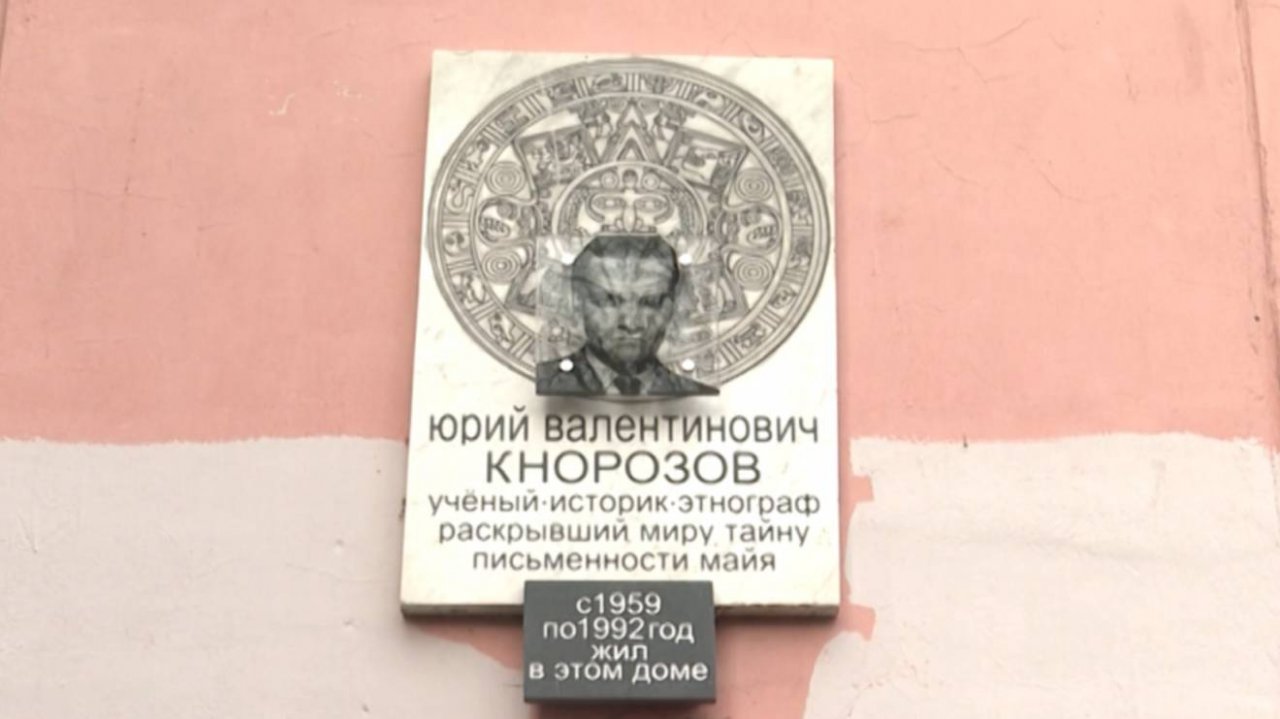 ЮРИЙ ВАЛЕНТИНОВИЧ
КНОРОЗОВ
учёный·историк·этнограф
раскрывший миру тайну
письменности майя
с1959
по1992год
жил
в этом доме